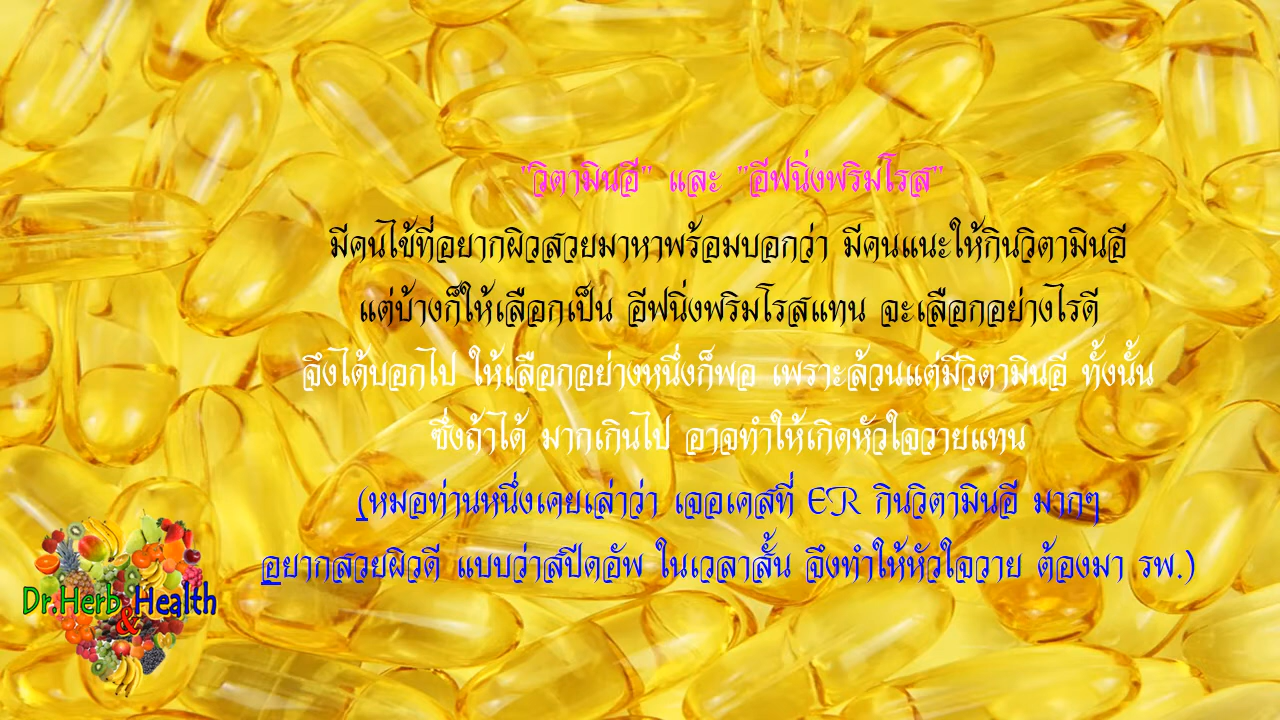 "วิตามินอี" และ "อีฟนิ่งพริมโรส"
มีคนไข้ที่อยากผิวสวยมาหาพร้อมบอกว่า มีคนแนะให้กินวิตามินอี
แต่บ้างก็ให้เลือกเป็น อีฟนิ่งพริมโรสแทน จะเลือกอย่างไรดี
จึงได้บอกไป ให้เลือกอย่างหนึ่งก็พอ เพราะล้วนแต่มีวิตามินอี ทั้งนั้น
ซึ่งถ้าได้ มากเกินไป อาจทำให้เกิดหัวใจวายแทน
(หมอท่านหนึ่งเคยเล่าว่า เจอเคสที่ ER กินวิตามินอี มากๆ
อยากสวยผิวดี แบบว่าสปีดอัพ ในเวลาสั้น จึงทำให้หัวใจวาย ต้องมา รพ.)
Dr.Herb & Health